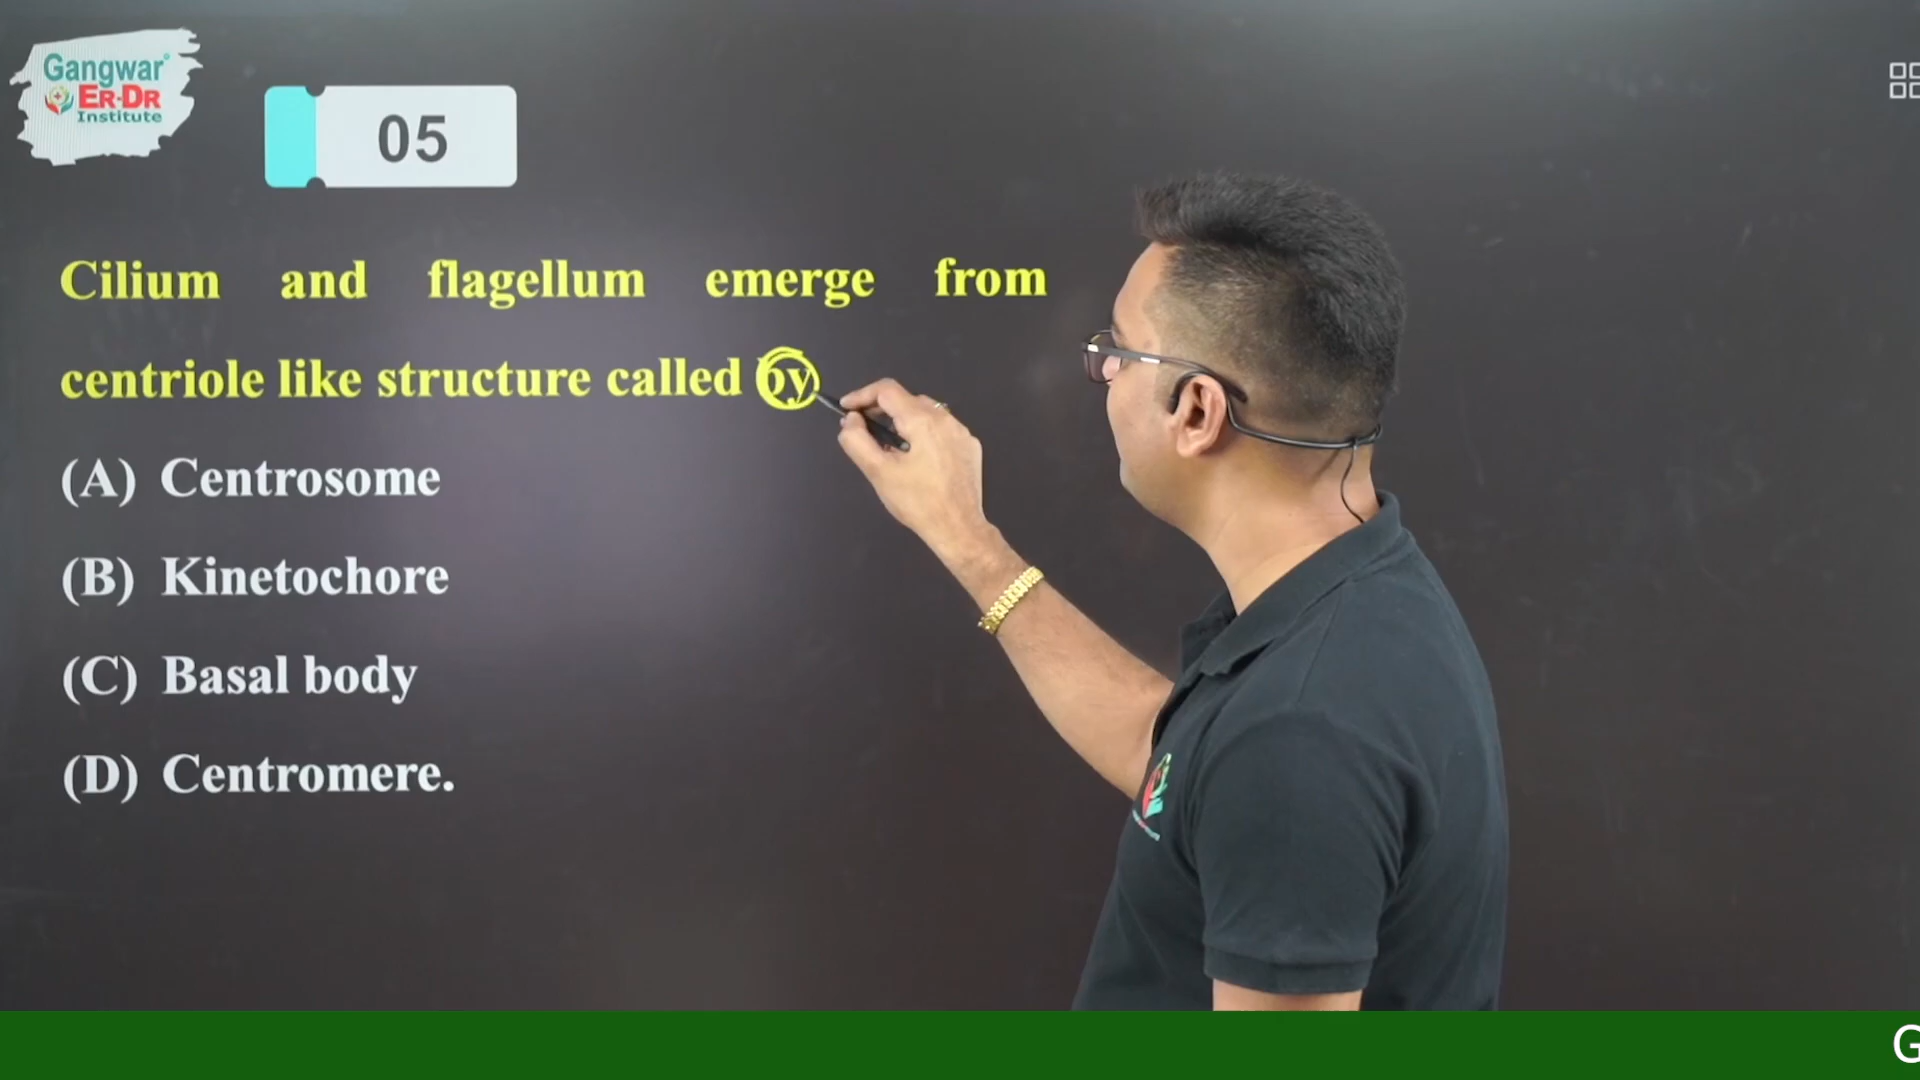 Gangwar
ER-DR
Institute
05
Cilium and flagellum emerge from
centriole like structure called by
(A) Centrosome
(B) Kinetochore
(C) Basal body
(D) Centromere.
G